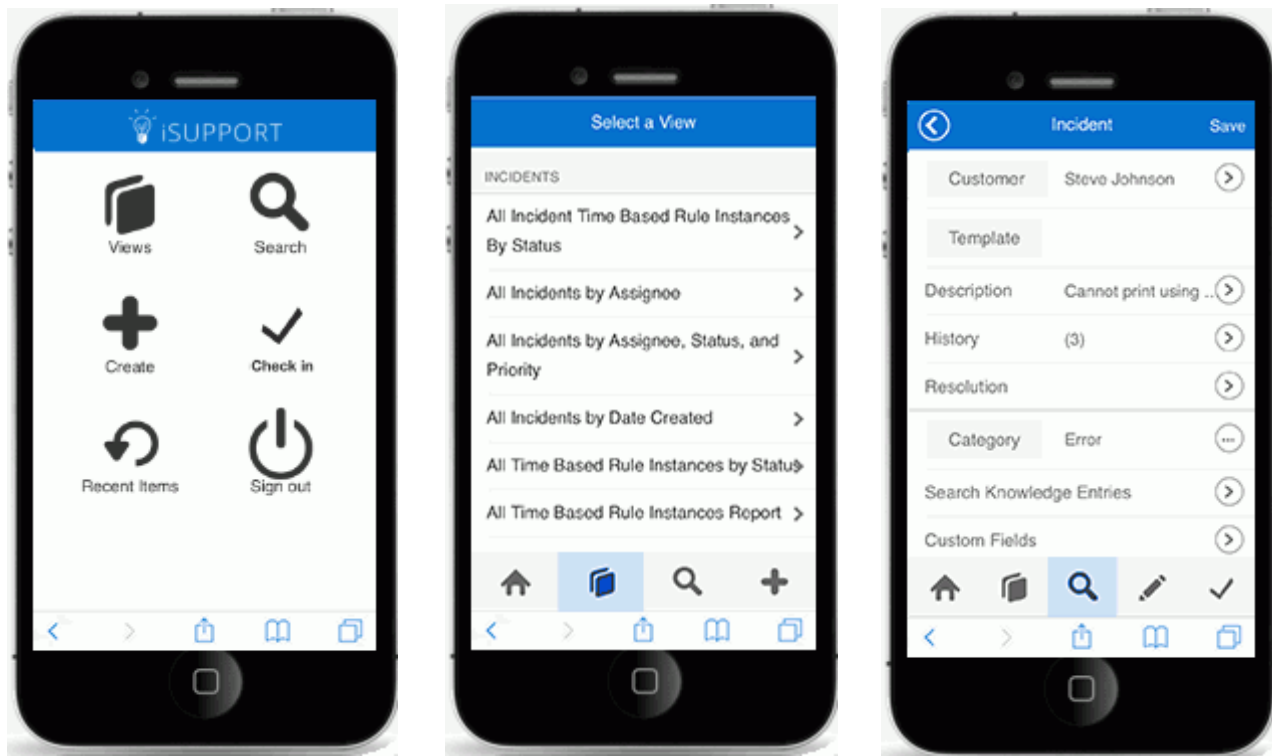 iSUPPORT
Views
Search
Create
Check in
Recent Items
Sign out
Select a View
INCIDENTS
All Incident Time Based Rule Instances
By Status
All Incidents by Assignee
All Incidents by Assignee, Status, and
Priority
All Incidents by Date Created
All Time Based Rule Instances by Status
All Time Based Rule Instances Report
Incident
Save
Customer
Steve Johnson
Template
Description
Cannot print using ...
History
(3)
Resolution
Category
Error
Search Knowledge Entries
Custom Fields